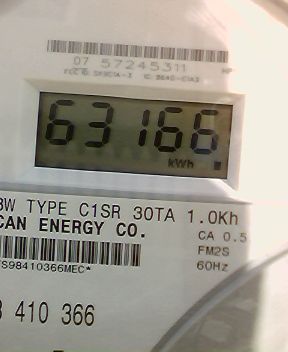 07 57245311
63166
kWh
3W TYPE C1SR 30TA 1.0Kh
CAN ENERGY CO.
CA 0.5
FM2S
60Hz
S98410366MEC*
410 366